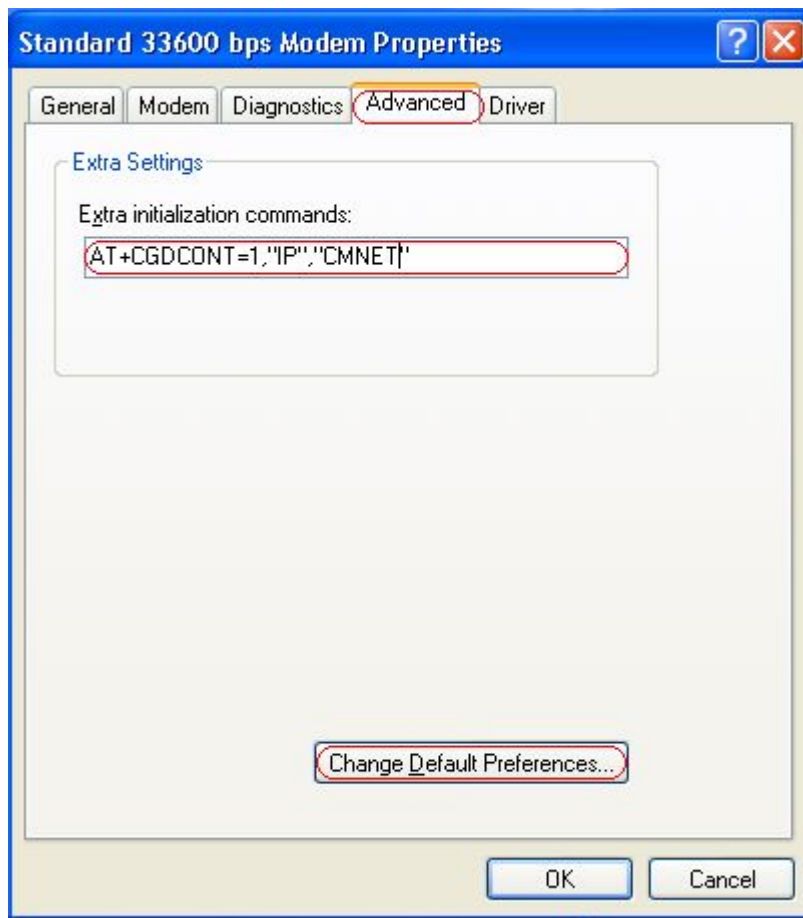 Standard 33600 bps Modem Properties
General Modem Diagnostics Advanced Driver
Extra Settings
Extra initialization commands:
AT+CGDCONT=1,"IP","CMNET"
Change Default Preferences...
OK Cancel